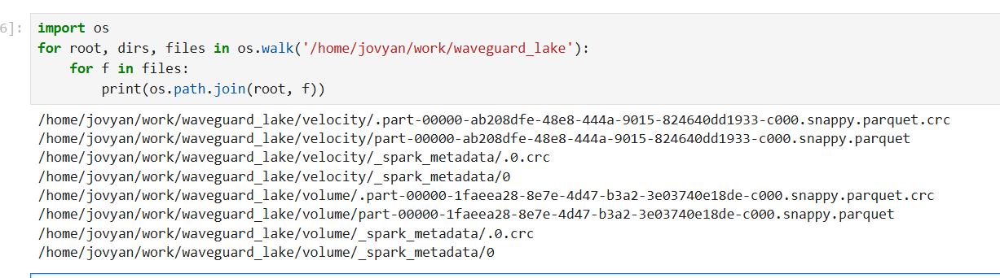 6]:
import os
for root, dirs, files in os.walk('/home/jovyan/work/waveguard_lake'):
    for f in files:
        print(os.path.join(root, f))
/home/jovyan/work/waveguard_lake/velocity/.part-00000-ab208dfe-48e8-444a-9015-824640dd1933-c000.snappy.parquet.crc
/home/jovyan/work/waveguard_lake/velocity/part-00000-ab208dfe-48e8-444a-9015-824640dd1933-c000.snappy.parquet
/home/jovyan/work/waveguard_lake/velocity/_spark_metadata/.0.crc
/home/jovyan/work/waveguard_lake/velocity/_spark_metadata/0
/home/jovyan/work/waveguard_lake/volume/.part-00000-1faeea28-8e7e-4d47-b3a2-3e03740e18de-c000.snappy.parquet.crc
/home/jovyan/work/waveguard_lake/volume/part-00000-1faeea28-8e7e-4d47-b3a2-3e03740e18de-c000.snappy.parquet
/home/jovyan/work/waveguard_lake/volume/_spark_metadata/.0.crc
/home/jovyan/work/waveguard_lake/volume/_spark_metadata/0